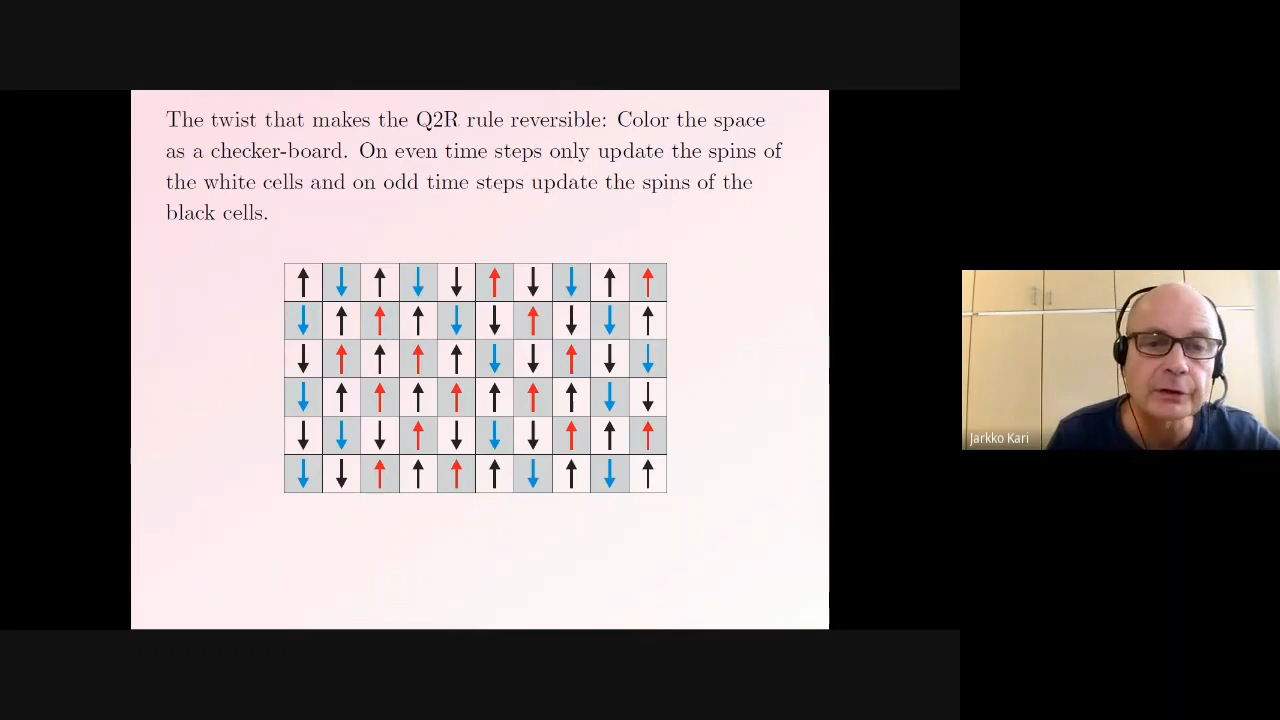 The twist that makes the Q2R rule reversible: Color the space
as a checker-board. On even time steps only update the spins of
the white cells and on odd time steps update the spins of the
black cells.
Jarkko Kari